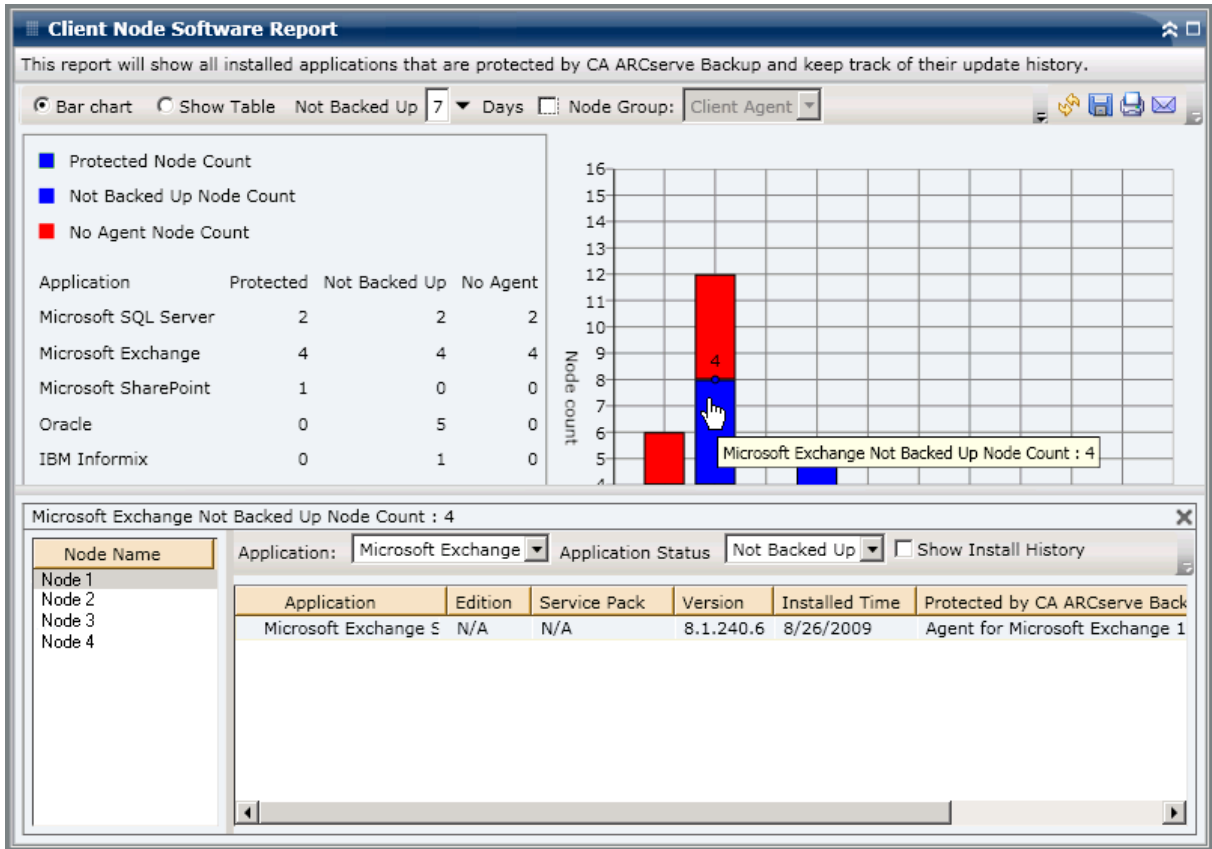 Client Node Software Report
This report will show all installed applications that are protected by CA ARCserve Backup and keep track of their update history.
Bar chart Show Table Not Backed Up 7 Days Node Group: Client Agent
Protected Node Count
Not Backed Up Node Count
No Agent Node Count
Application Protected Not Backed Up No Agent
Microsoft SQL Server 2 2 2
Microsoft Exchange 4 4 4
Microsoft SharePoint 1 0 0
Oracle 0 5 0
IBM Informix 0 1 0
16
15
14
13
12
11
10
9
8
7
6
5
4
Node count
4
Microsoft Exchange Not Backed Up Node Count : 4
Microsoft Exchange Not Backed Up Node Count : 4
Node Name
Node 1
Node 2
Node 3
Node 4
Application: Microsoft Exchange Application Status Not Backed Up Show Install History
Application Edition Service Pack Version Installed Time Protected by CA ARCserve Back
Microsoft Exchange S N/A N/A 8.1.240.6 8/26/2009 Agent for Microsoft Exchange 1